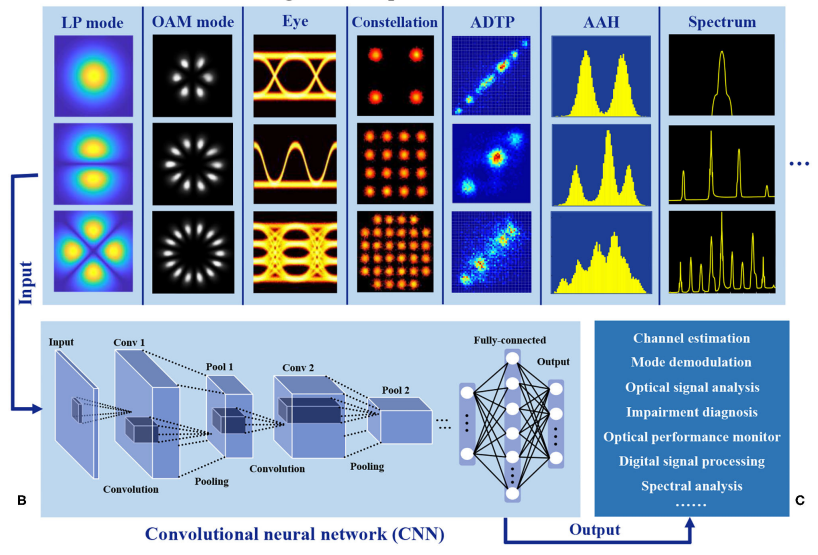 LP mode
OAM mode
Eye
Constellation
ADTP
AAH
Spectrum
...
Input
Input
Conv 1
Pool 1
Conv 2
Pool 2
Fully-connected
Output
...
Convolution
Pooling
Convolution
Pooling
B
Convolutional neural network (CNN)
Output
Channel estimation
Mode demodulation
Optical signal analysis
Impairment diagnosis
Optical performance monitor
Digital signal processing
Spectral analysis
......
C